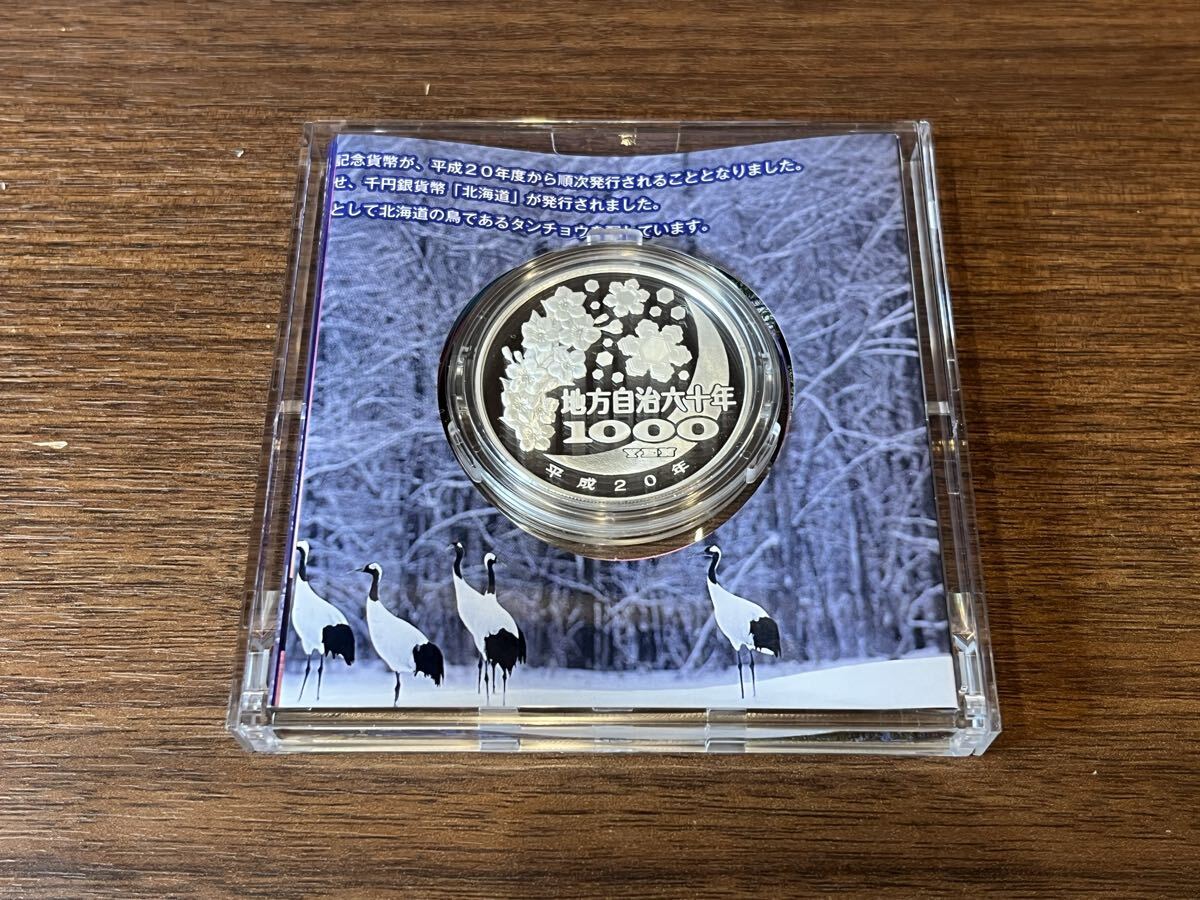 記念貨幣が、平成20年度から順次発行されることとなりました。
せ、千円銀貨幣「北海道」が発行されました。
として北海道の鳥であるタンチョウ
しています。
地方自治六十年
1000
YEN
平成20年